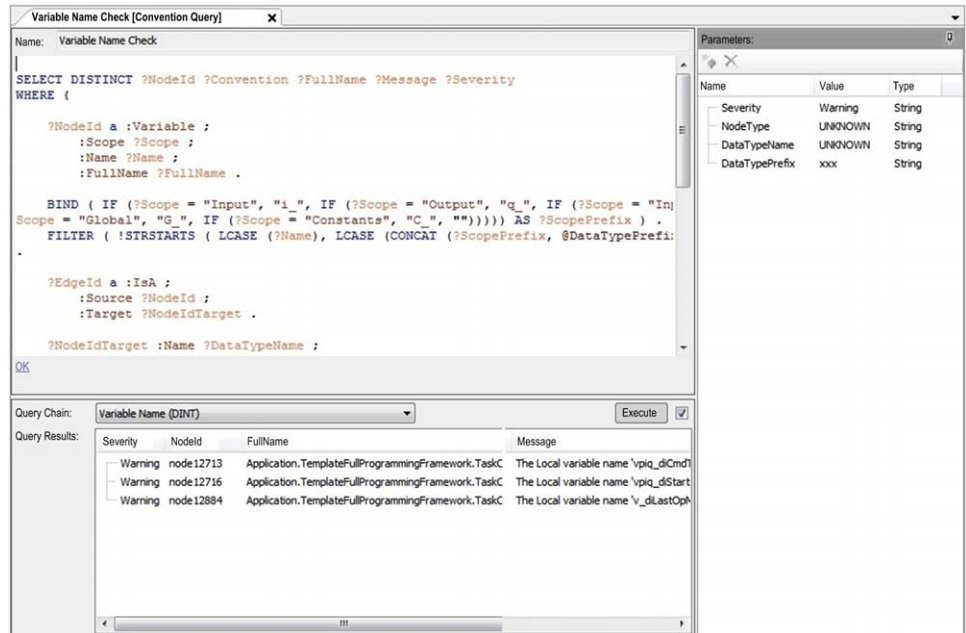 Variable Name Check [Convention Query]
Name: Variable Name Check
SELECT DISTINCT ?NodeId ?Convention ?FullName ?Message ?Severity
WHERE {
?NodeId a :Variable ;
:Scope ?Scope ;
:Name ?Name ;
:FullName ?FullName .
BIND ( IF (?Scope = "Input", "i_", IF (?Scope = "Output", "q_", IF (?Scope = "In
Scope = "Global", "G_", IF (?Scope = "Constants", "C_", ""))))) AS ?ScopePrefix ) .
FILTER ( !STRSTARTS ( LCASE (?Name), LCASE (CONCAT (?ScopePrefix, @DataTypePrefi
.
?EdgeId a :IsA ;
:Source ?NodeId ;
:Target ?NodeIdTarget .
?NodeIdTarget :Name ?DataTypeName ;
OK
Query Chain: Variable Name (DINT) Execute
Query Results:
Severity NodeId FullName Message
Warning node12713 Application.TemplateFullProgrammingFramework.TaskC The Local variable name 'vpiq_diCmdT
Warning node12716 Application.TemplateFullProgrammingFramework.TaskC The Local variable name 'vpiq_diStart
Warning node12884 Application.TemplateFullProgrammingFramework.TaskC The Local variable name 'v_diLastOpM
Parameters:
Name Value Type
Severity Warning String
NodeType UNKNOWN String
DataTypeName UNKNOWN String
DataTypePrefix xxx String